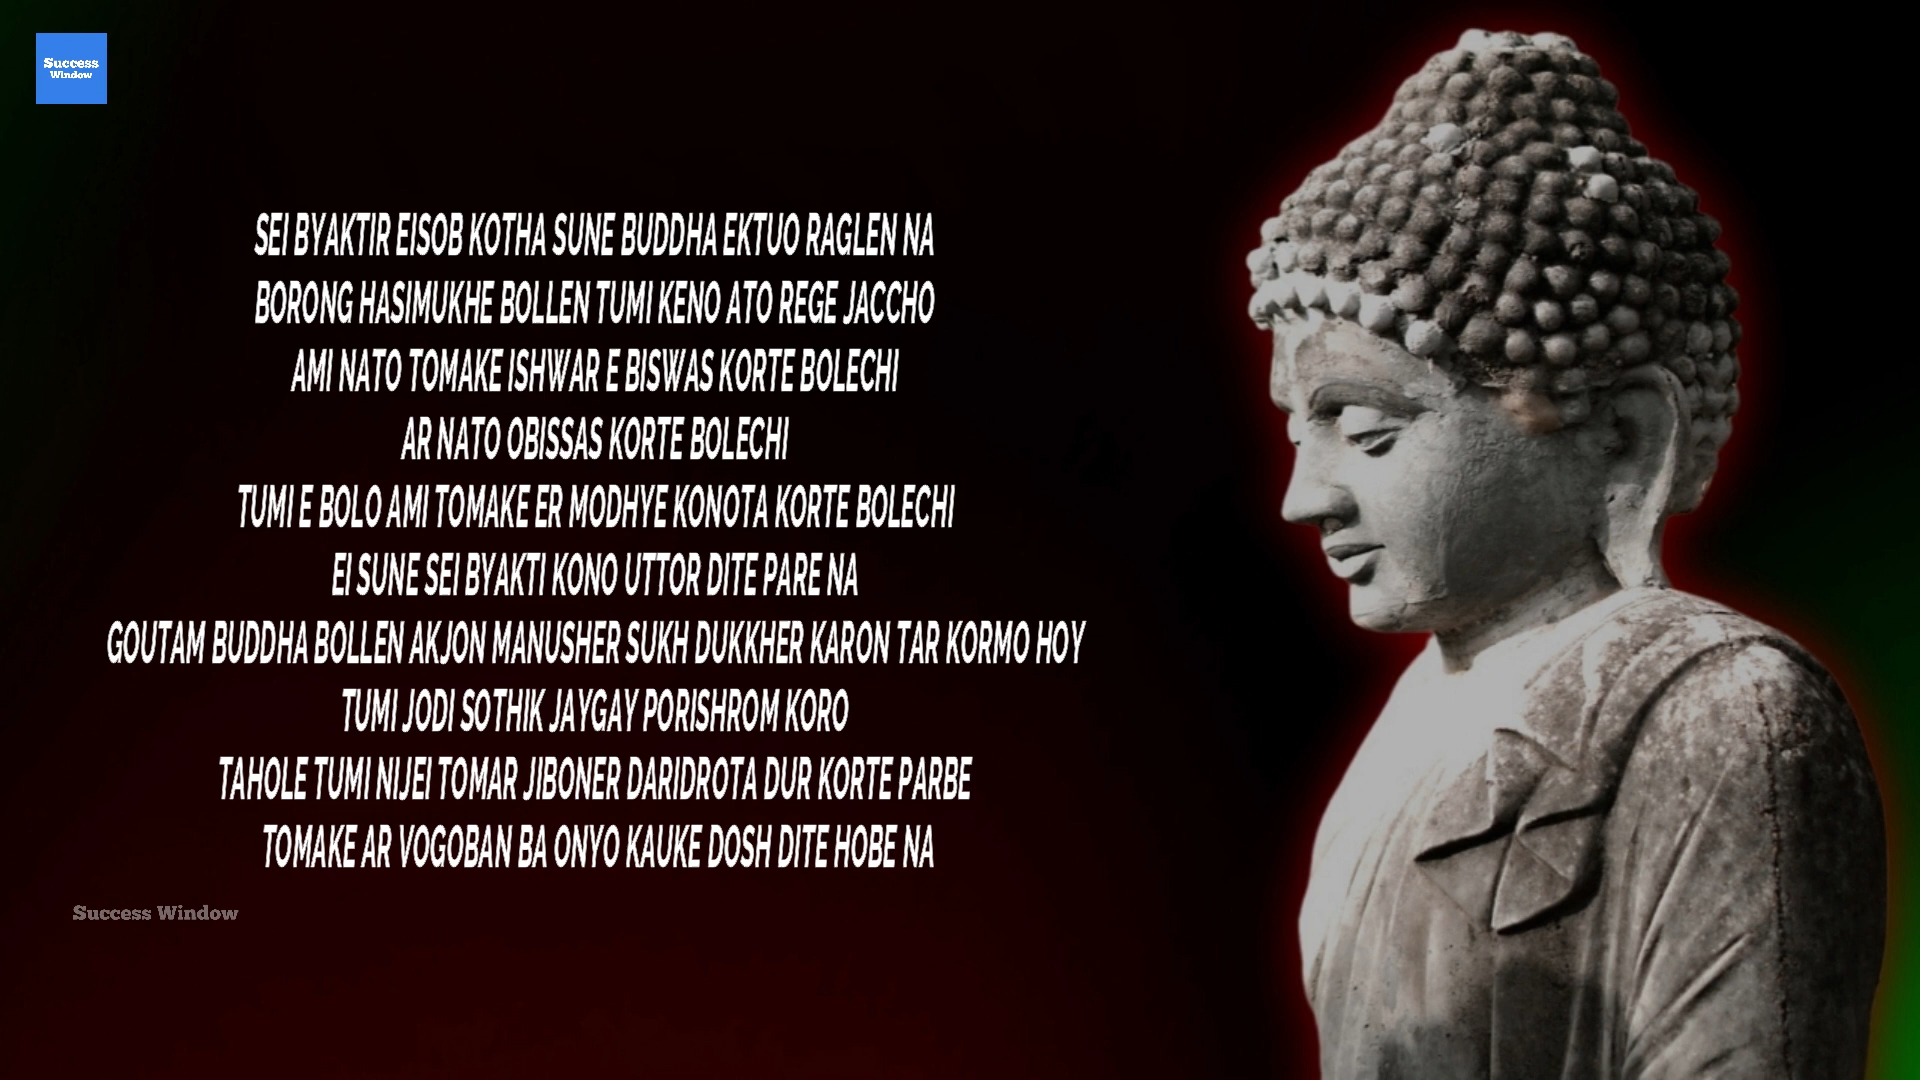 Success
Window
SEI BYAKTIR EISOB KOTHA SUNE BUDDHA EKTUO RAGLEN NA
BORONG HASIMUKHE BOLLEN TUMI KENO ATO REGE JACCHO
AMI NATO TOMAKE ISHWAR E BISWAS KORTE BOLECHI
AR NATO OBISSAS KORTE BOLECHI
TUMI E BOLO AMI TOMAKE ER MODHYE KONOTA KORTE BOLECHI
EI SUNE SEI BYAKTI KONO UTTOR DITE PARE NA
GOUTAM BUDDHA BOLLEN AKJON MANUSHER SUKH DUKKHER KARON TAR KORMO HOY
TUMI JODI SOTHIK JAYGAY PORISHROM KORO
TAHOLE TUMI NIJEI TOMAR JIBONER DARIDROTA DUR KORTE PARBE
TOMAKE AR VOGOBAN BA ONYO KAUKE DOSH DITE HOBE NA
Success Window